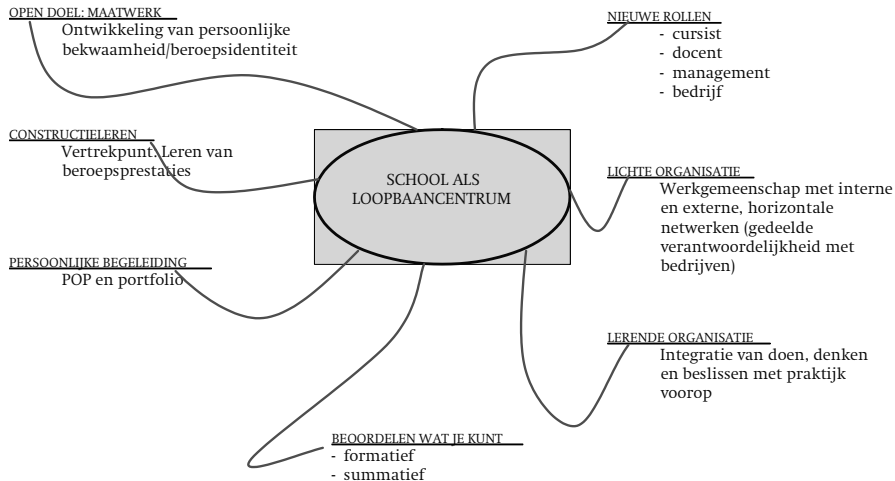 OPEN DOEL: MAATWERK
Ontwikkeling van persoonlijke
bekwaamheid/beroepsidentiteit
NIEUWE ROLLEN
- cursist
- docent
- management
- bedrijf
CONSTRUCTIELEREN
Vertrekpunt: Leren van
beroepsprestaties
SCHOOL ALS
LOOPBAANCENTRUM
LICHTE ORGANISATIE
Werkgemeenschap met interne
en externe, horizontale
netwerken (gedeelde
verantwoordelijkheid met
bedrijven)
PERSOONLIJKE BEGELEIDING
POP en portfolio
LERENDE ORGANISATIE
Integratie van doen, denken
en beslissen met praktijk
voorop
BEOORDELEN WAT JE KUNT
- formatief
- summatief